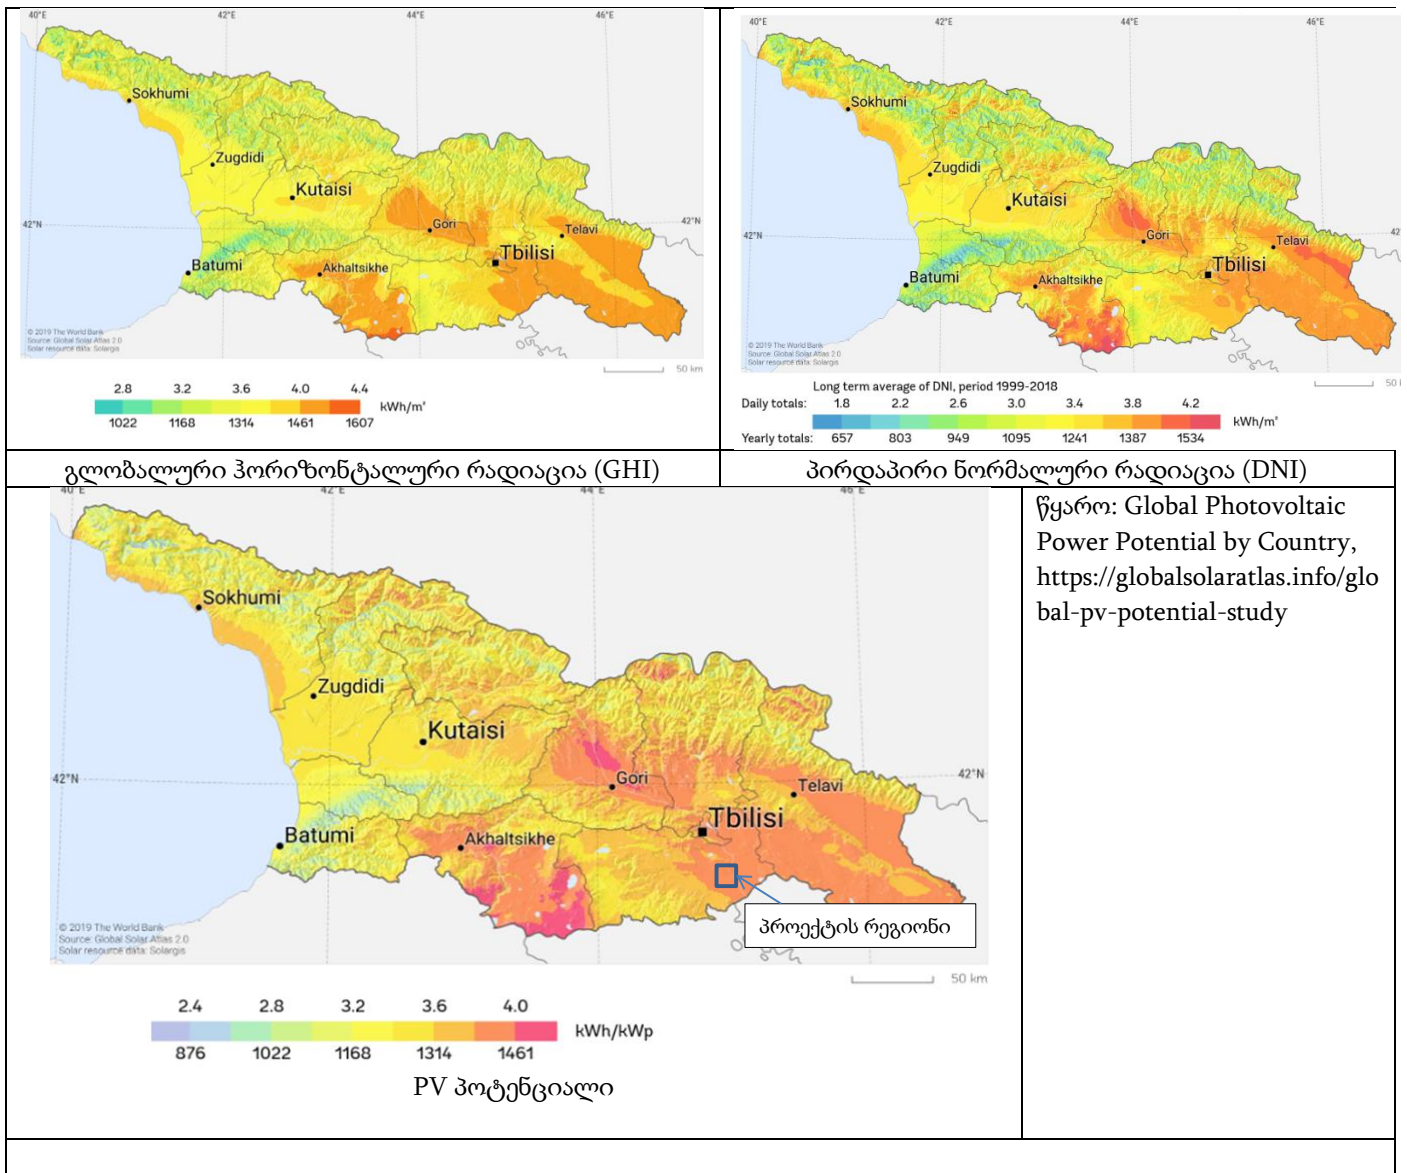 40°E 42°E 44°E 46°E
Sokhumi
Zugdidi
Kutaisi
42°N 42°N
Gori
Telavi
Tbilisi
Batumi
Akhaltsikhe
© 2019 The World Bank
Source: Global Solar Atlas 2.0
Solar resource data: Solargis
50 km
2.8 3.2 3.6 4.0 4.4
kWh/m²
1022 1168 1314 1461 1607
40°E 42°E 44°E 46°E
Sokhumi
Zugdidi
Kutaisi
42°N 42
Gori
Telavi
Tbilisi
Batumi
Akhaltsikhe
© 2019 The World Bank
Source: Global Solar Atlas 2.0
Solar resource data: Solargis
50
Long term average of DNI, period 1999-2018
Daily totals: 1.8 2.2 2.6 3.0 3.4 3.8 4.2
kWh/m²
Yearly totals: 657 803 949 1095 1241 1387 1534
გლობალური ჰორიზონტალური რადიაცია (GHI)
პირდაპირი ნორმალური რადიაცია (DNI)
40°E 42°E 44°E 46°E
Sokhumi
Zugdidi
Kutaisi
42°N 42°N
Gori
Telavi
Tbilisi
Batumi
Akhaltsikhe
პროექტის რეგიონი
© 2019 The World Bank
Source: Global Solar Atlas 2.0
Solar resource data: Solargis
50 km
2.4 2.8 3.2 3.6 4.0
kWh/kWp
876 1022 1168 1314 1461
PV პოტენციალი
წყარო: Global Photovoltaic
Power Potential by Country,
https://globalsolaratlas.info/glo
bal-pv-potential-study